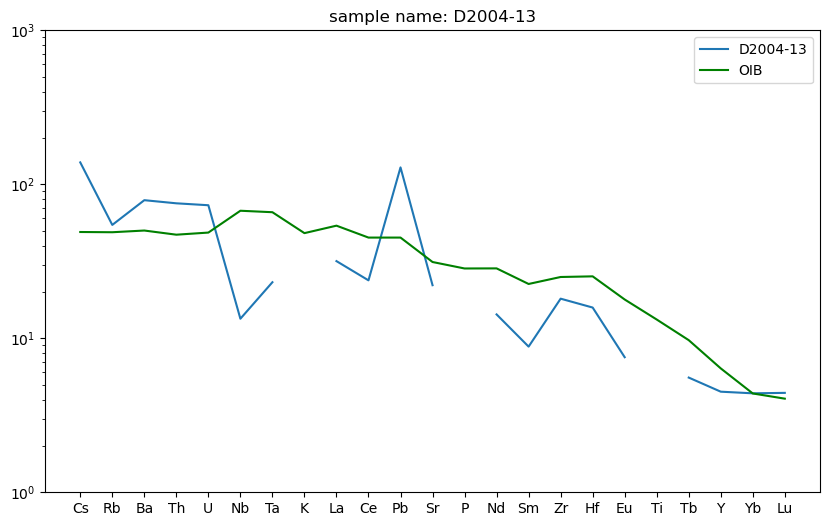 sample name: D2004-13
D2004-13
OIB
10³
10²
10¹
10⁰
Cs Rb Ba Th U Nb Ta K La Ce Pb Sr P Nd Sm Zr Hf Eu Ti Tb Y Yb Lu